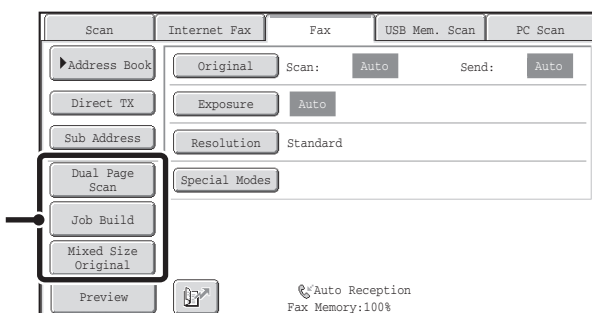 Scan Internet Fax Fax USB Mem. Scan PC Scan
Address Book Original Scan: Auto Send: Auto
Direct TX Exposure Auto
Sub Address Resolution Standard
Dual Page
Scan
Special Modes
Job Build
Mixed Size
Original
Preview Auto Reception
Fax Memory:100%